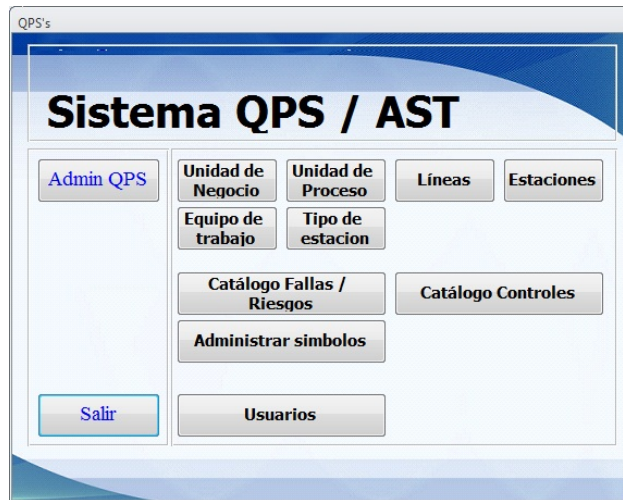 QPS's
Sistema QPS / AST
Admin QPS
Unidad de
Negocio
Unidad de
Proceso
Líneas
Estaciones
Equipo de
trabajo
Tipo de
estacion
Catálogo Fallas /
Riesgos
Catálogo Controles
Administrar simbolos
Salir
Usuarios